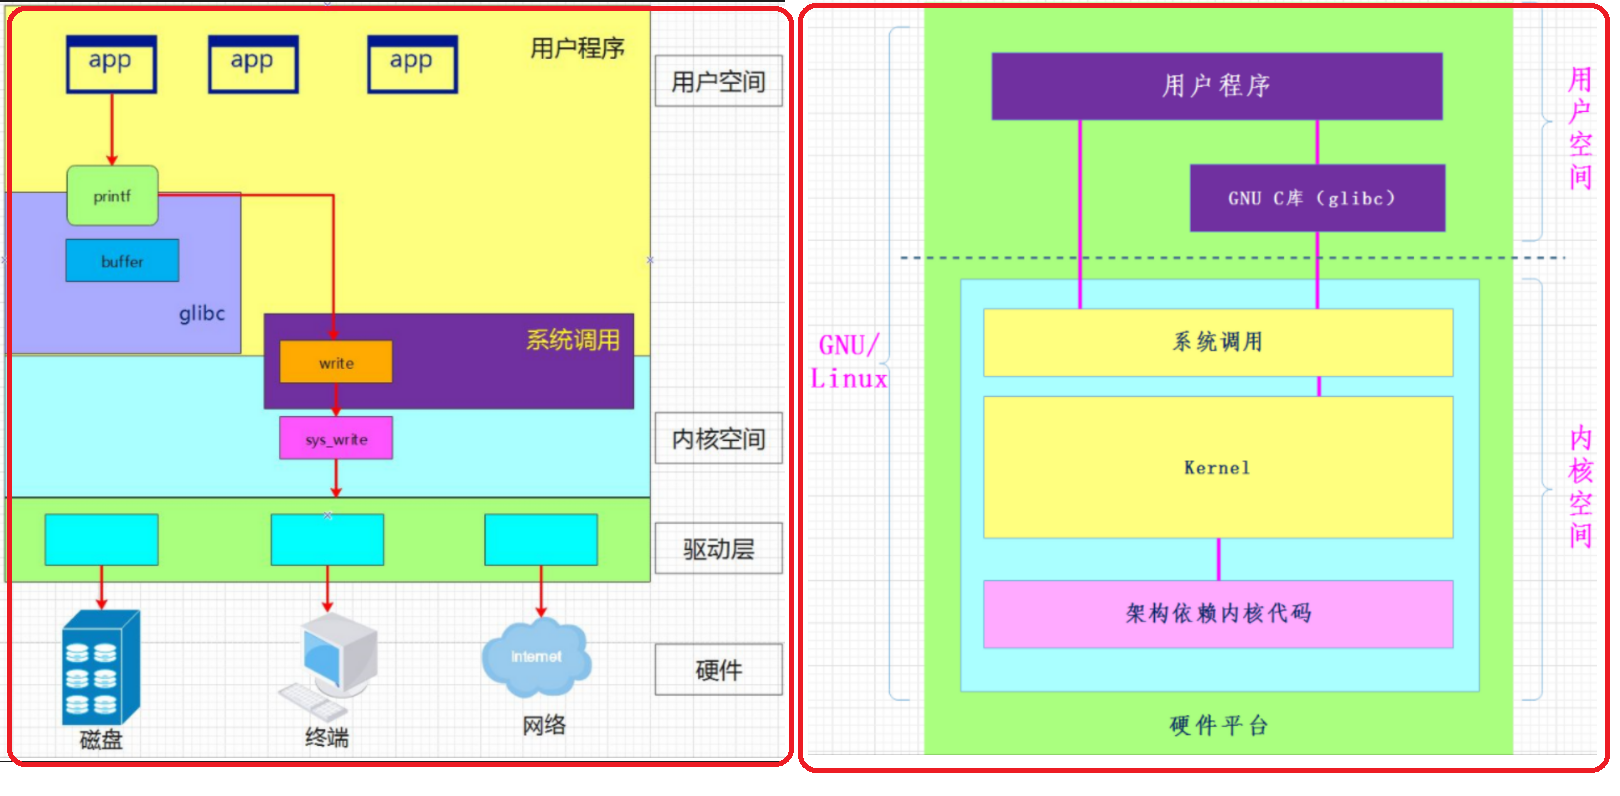 app
app
app
用户程序
用户空间
printf
buffer
glibc
系统调用
write
sys_write
内核空间
驱动层
Internet
硬件
磁盘
终端
网络
用户程序
用户空间
GNU C库（glibc）
GNU/
Linux
系统调用
Kernel
内核空间
架构依赖内核代码
硬件平台